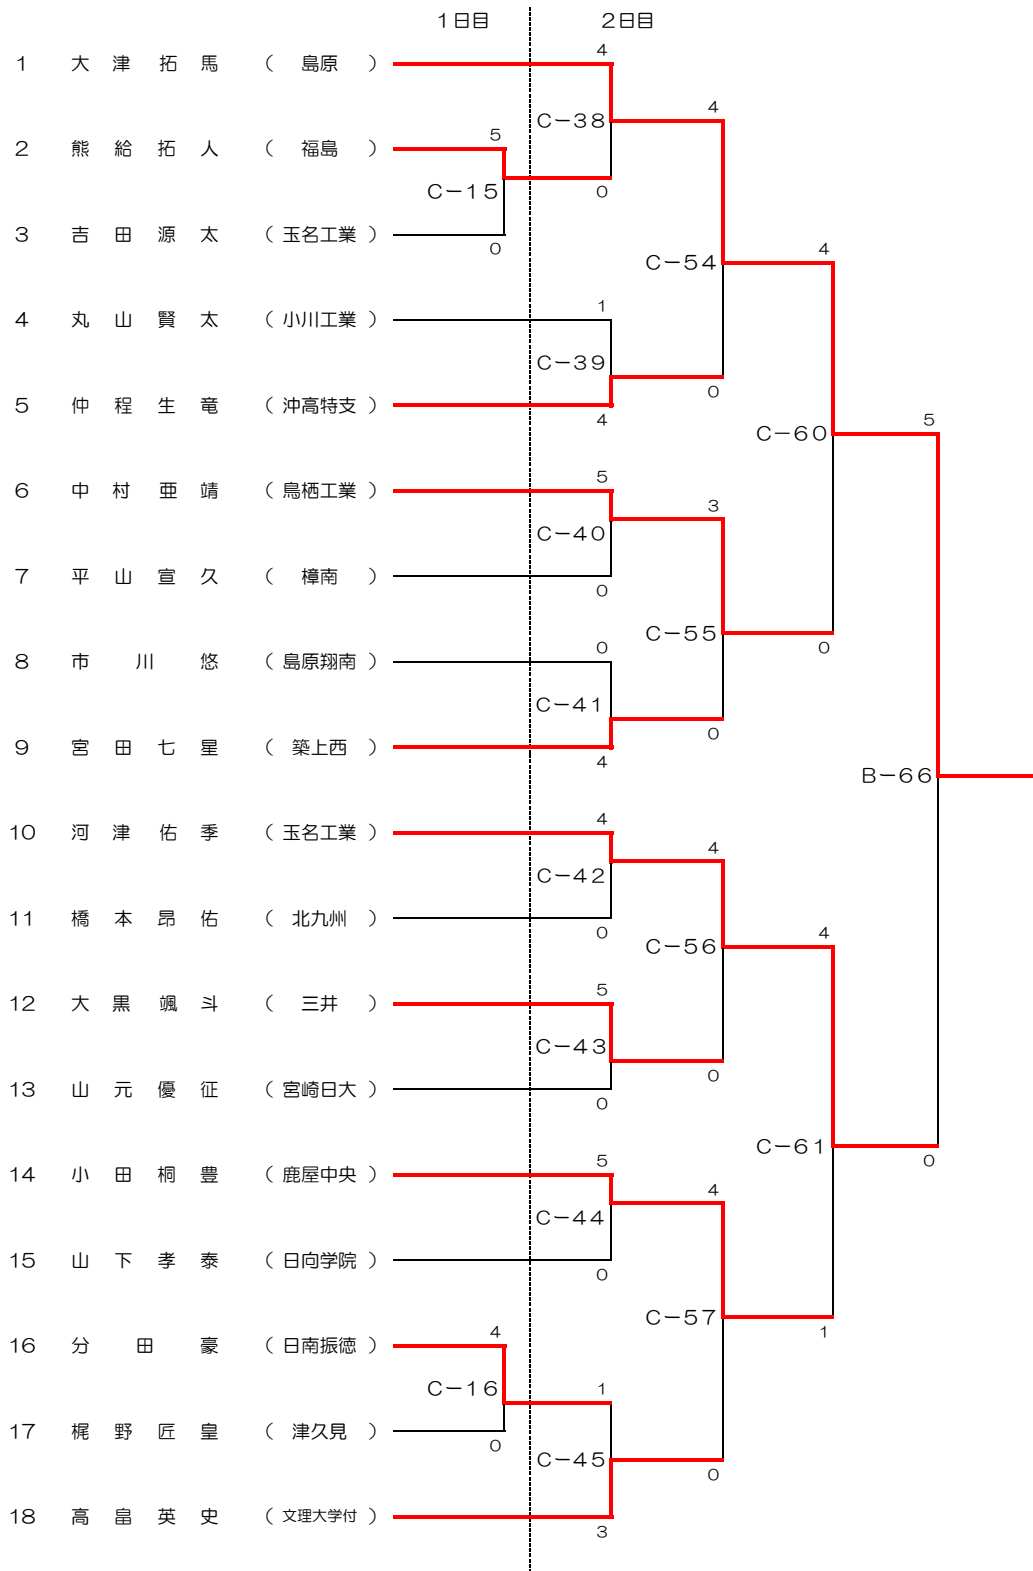 1日目 2日目
4
1 大津拓馬 ( 島原 )
4
C-38
5
2 熊給拓人 ( 福島 )
C-15
0
3 吉田源太 ( 玉名工業 )
0
4
C-54
1
4 丸山賢太 ( 小川工業 )
C-39
0
5 仲程生竜 ( 沖高特支 )
4
5
C-60
5
6 中村亜靖 ( 鳥栖工業 )
3
C-40
7 平山宣久 ( 樟南 )
0
C-55
0
0
8 市川悠 ( 島原翔南 )
C-41
0
9 宮田七星 ( 築上西 )
4
B-66
4
10 河津佑季 ( 玉名工業 )
4
C-42
11 橋本昂佑 ( 北九州 )
0
4
C-56
5
12 大黒颯斗 ( 三井 )
C-43
0
13 山元優征 ( 宮崎日大 )
0
C-61
5
0
14 小田桐豊 ( 鹿屋中央 )
4
C-44
15 山下孝泰 ( 日向学院 )
0
C-57
4
1
16 分田豪 ( 日南振徳 )
C-16
1
17 梶野匠皇 ( 津久見 )
0
C-45
0
18 高畠英史 ( 文理大学付 )
3